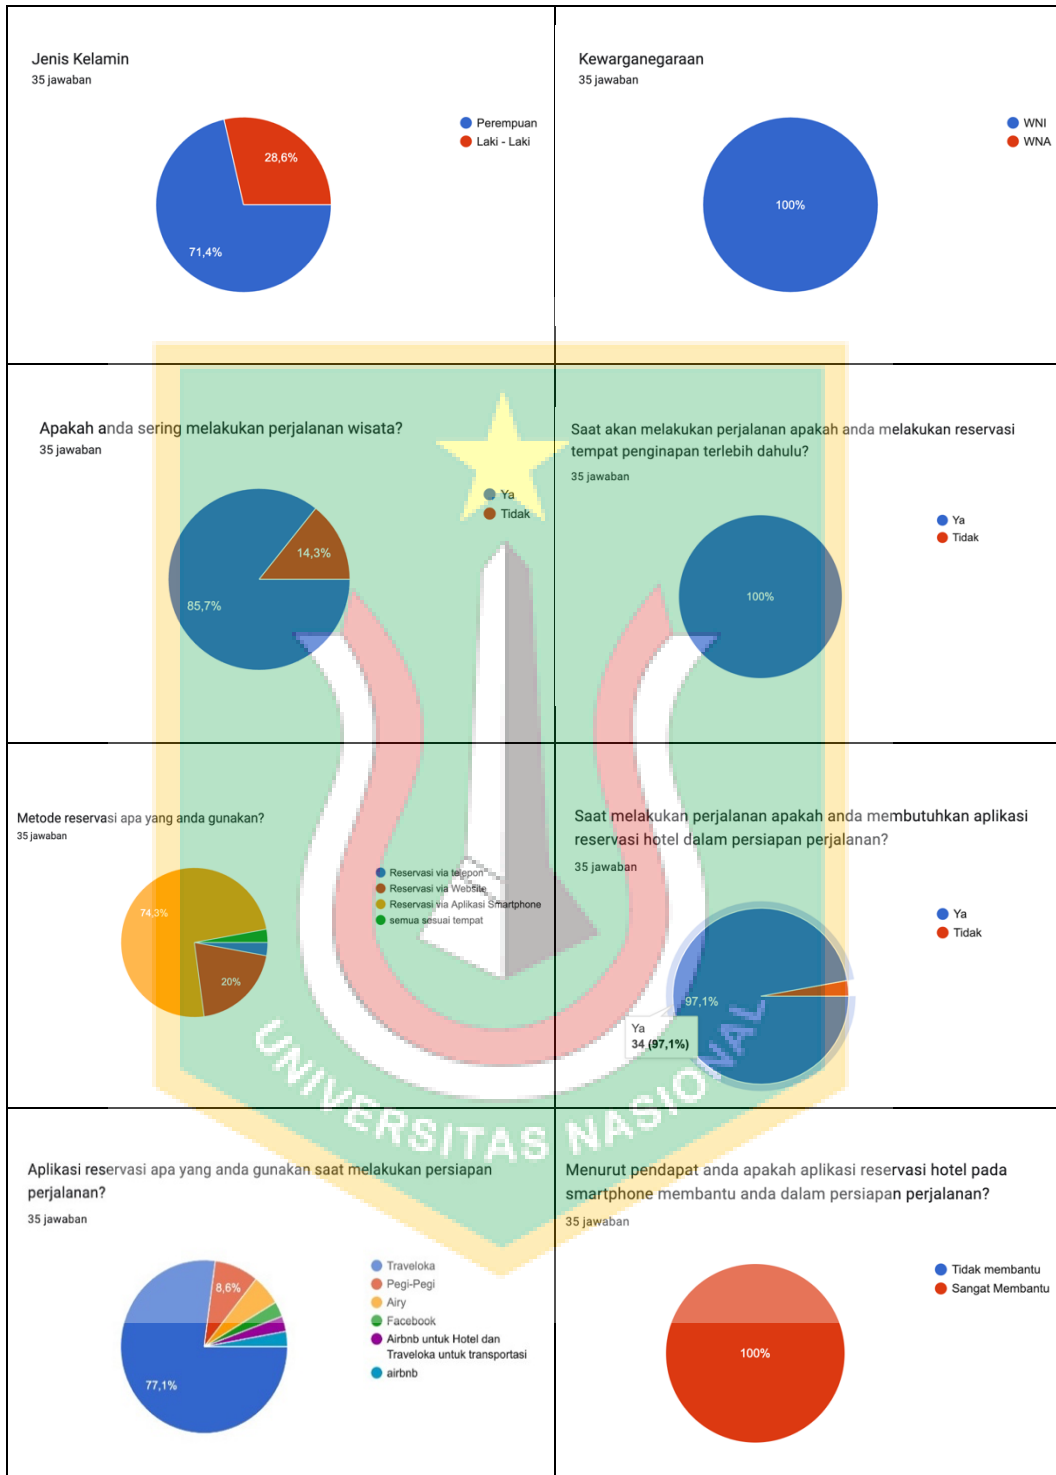 Jenis Kelamin
35 jawaban
Perempuan
Laki - Laki
28,6%
71,4%
Kewarganegaraan
35 jawaban
WNI
WNA
100%
Apakah anda sering melakukan perjalanan wisata?
35 jawaban
Ya
Tidak
14,3%
85,7%
Saat akan melakukan perjalanan apakah anda melakukan reservasi
tempat penginapan terlebih dahulu?
35 jawaban
Ya
Tidak
100%
Metode reservasi apa yang anda gunakan?
35 jawaban
Reservasi via telepon
Reservasi via Website
Reservasi via Aplikasi Smartphone
semua sesuai tempat
74,3%
20%
Saat melakukan perjalanan apakah anda membutuhkan aplikasi
reservasi hotel dalam persiapan perjalanan?
35 jawaban
Ya
Tidak
97,1%
Ya
34 (97,1%)
UNIVERSITAS NASIONAL
Aplikasi reservasi apa yang anda gunakan saat melakukan persiapan
perjalanan?
35 jawaban
Traveloka
Pegi-Pegi
Airy
Facebook
Airbnb untuk Hotel dan
Traveloka untuk transportasi
airbnb
8,6%
77,1%
Menurut pendapat anda apakah aplikasi reservasi hotel pada
smartphone membantu anda dalam persiapan perjalanan?
35 jawaban
Tidak membantu
Sangat Membantu
100%